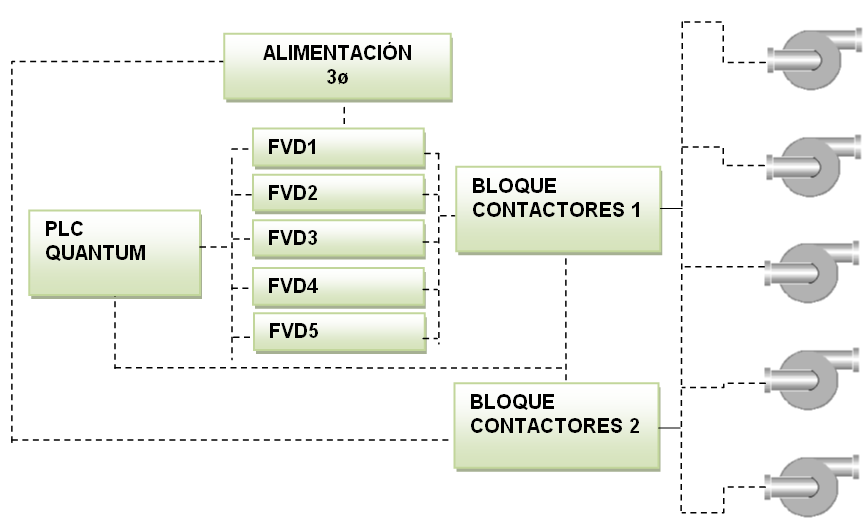 ALIMENTACIÓN
3ø
FVD1
FVD2
FVD3
FVD4
FVD5
PLC
QUANTUM
BLOQUE
CONTACTORES 1
BLOQUE
CONTACTORES 2